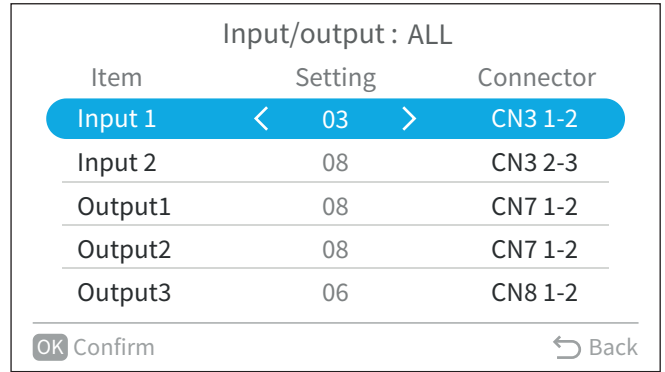 Input/output : ALL
Item Setting Connector
Input 1 < 03 > CN3 1-2
Input 2 08 CN3 2-3
Output1 08 CN7 1-2
Output2 08 CN7 1-2
Output3 06 CN8 1-2
OK Confirm Back